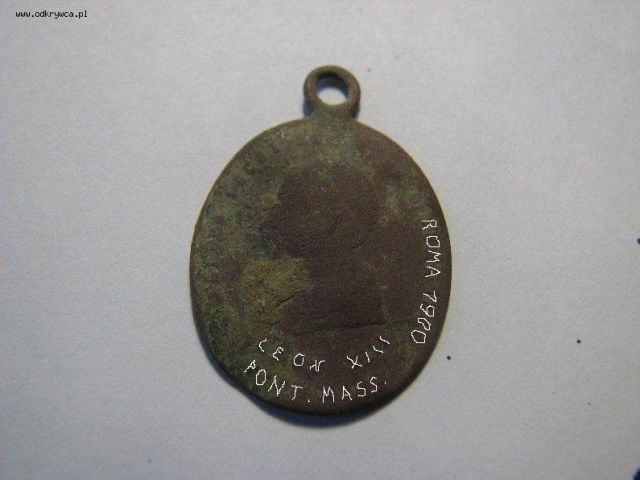 www.odkrywca.pl
ROMA 1900
LEON XIII
PONT. MASS.